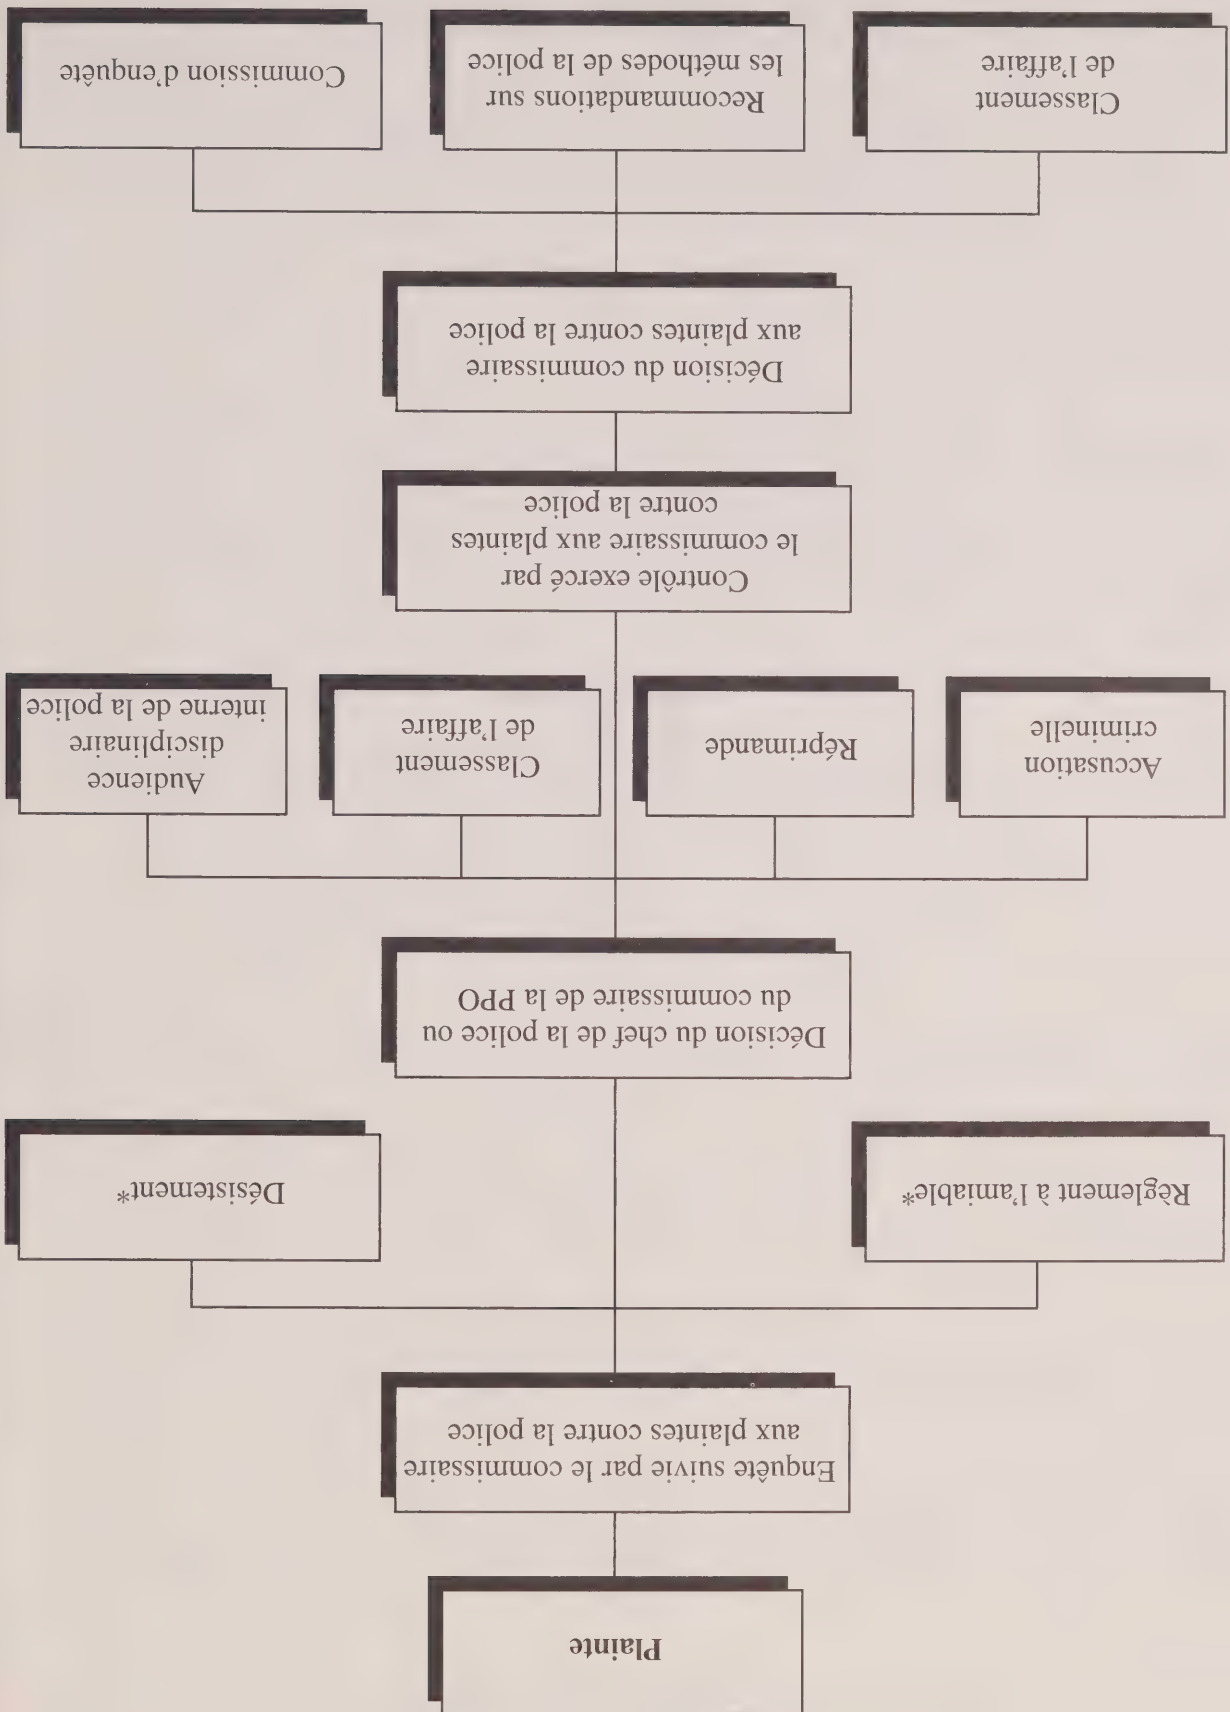 Plainte
Enquête suivie par le commissaire
aux plaintes contre la police
Règlement à l'amiable*
Désistement*
Décision du chef de la police ou
du commissaire de la PPO
Accusation
criminelle
Réprimande
Classement
de l'affaire
Audience
disciplinaire
interne de la police
Contrôle exercé par
le commissaire aux plaintes
contre la police
Décision du commissaire
aux plaintes contre la police
Classement
de l'affaire
Recommandations sur
les méthodes de la police
Commission d'enquête